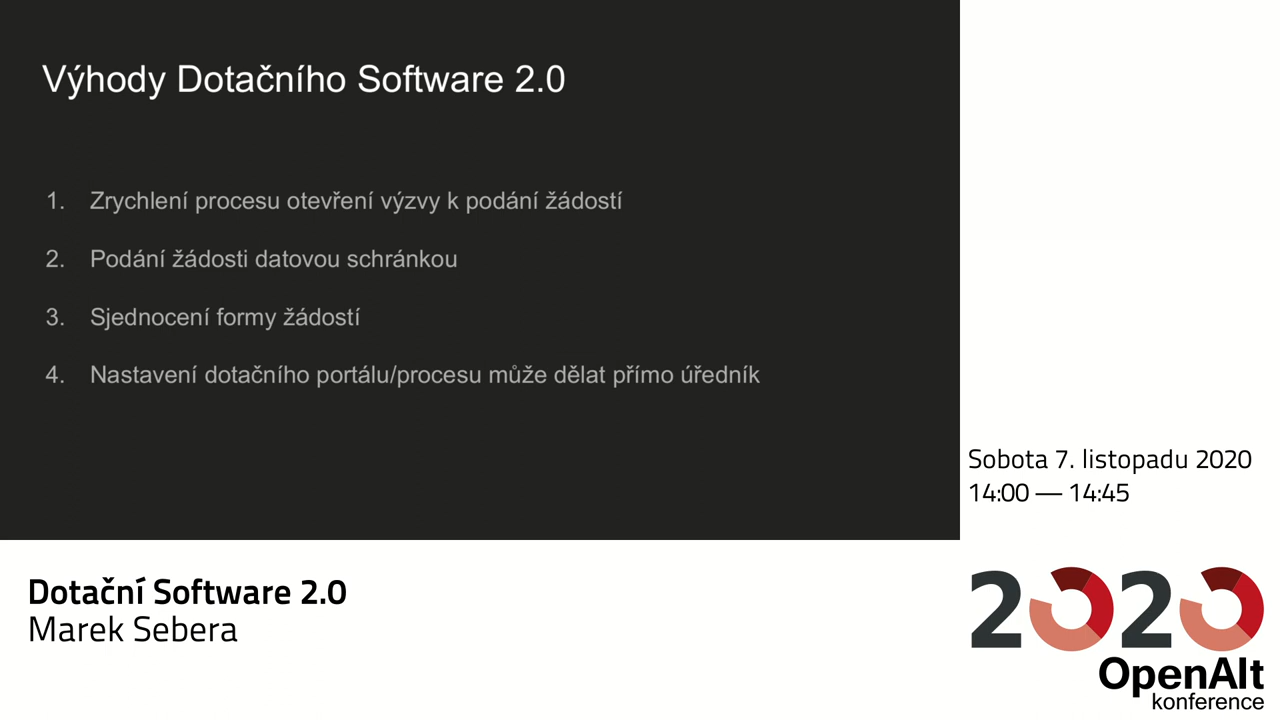 Výhody Dotačního Software 2.0
1. Zrychlení procesu otevření výzvy k podání žádostí
2. Podání žádosti datovou schránkou
3. Sjednocení formy žádostí
4. Nastavení dotačního portálu/procesu může dělat přímo úředník
Sobota 7. listopadu 2020
14:00 — 14:45
Dotační Software 2.0
Marek Sebera
2020
OpenAlt
konference